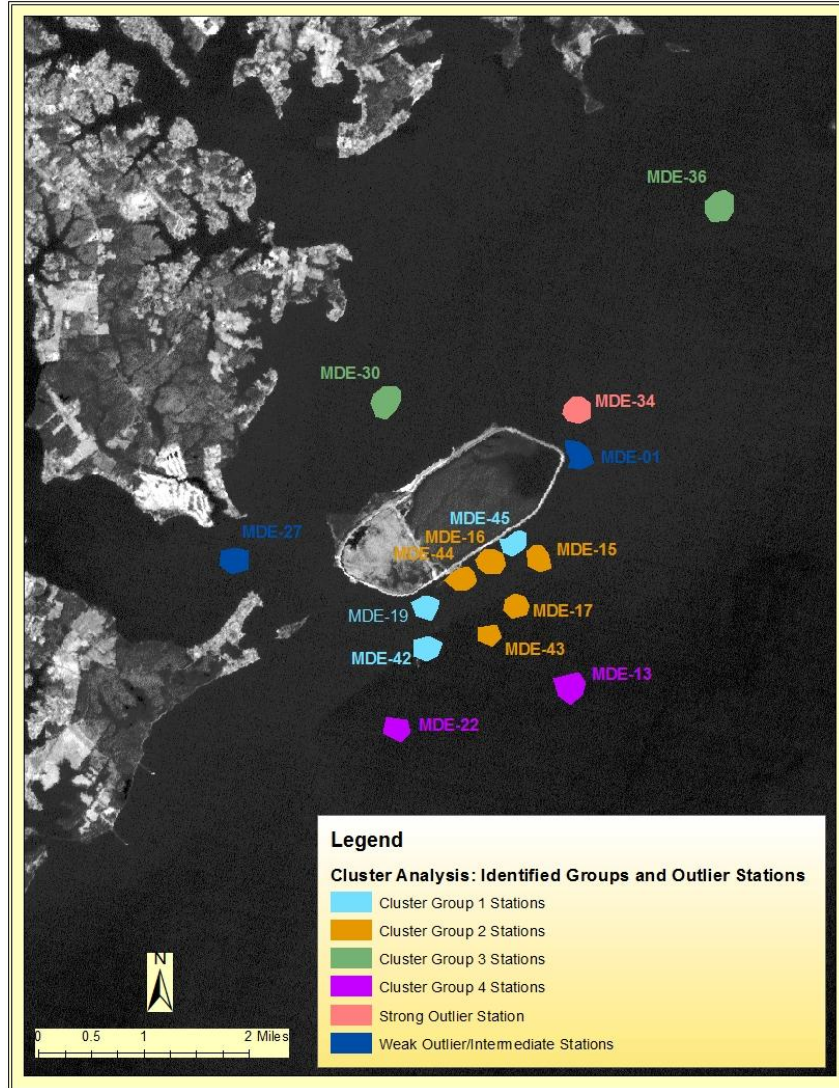 MDE-36
MDE-30
MDE-34
MDE-01
MDE-45
MDE-16
MDE-27
MDE-44
MDE-15
MDE-19
MDE-17
MDE-43
MDE-42
MDE-13
MDE-22
Legend
Cluster Analysis: Identified Groups and Outlier Stations
Cluster Group 1 Stations
Cluster Group 2 Stations
Cluster Group 3 Stations
Cluster Group 4 Stations
Strong Outlier Station
Weak Outlier/Intermediate Stations
N
0 0.5 1 2 Miles